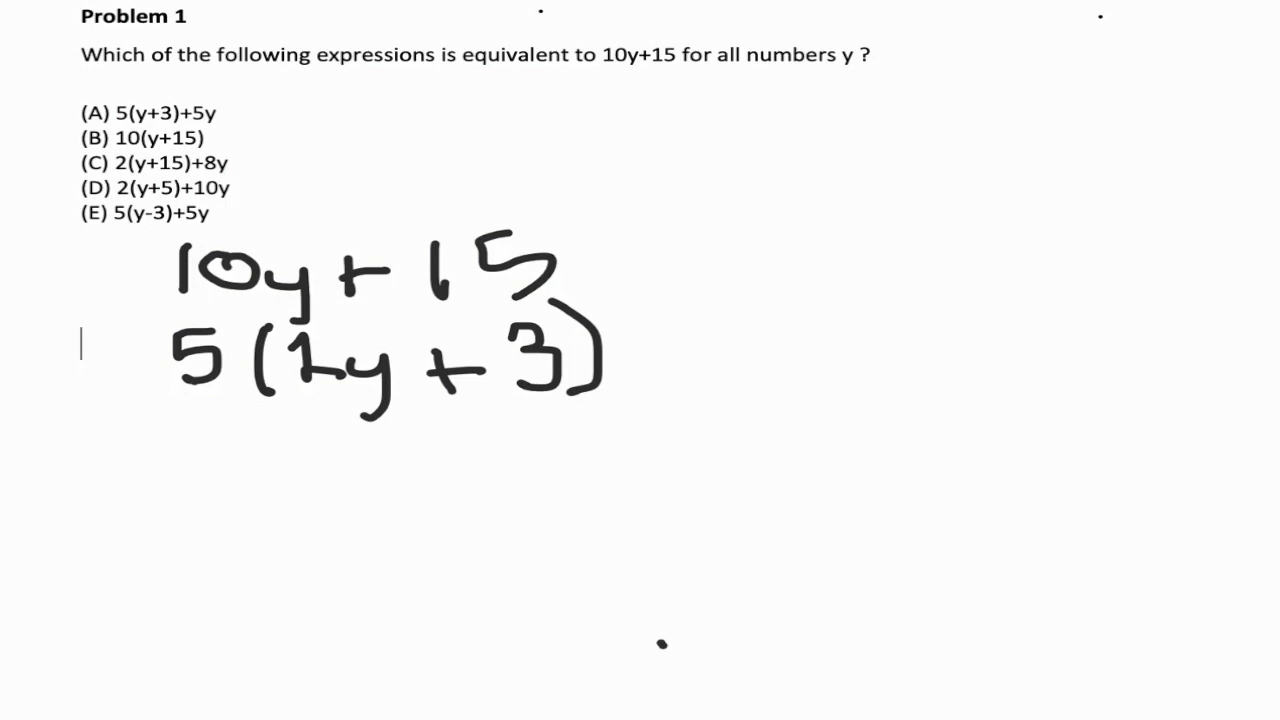 Problem 1
Which of the following expressions is equivalent to 10y+15 for all numbers y ?
(A) 5(y+3)+5y
(B) 10(y+15)
(C) 2(y+15)+8y
(D) 2(y+5)+10y
(E) 5(y-3)+5y
10y+15
5(2y+3)